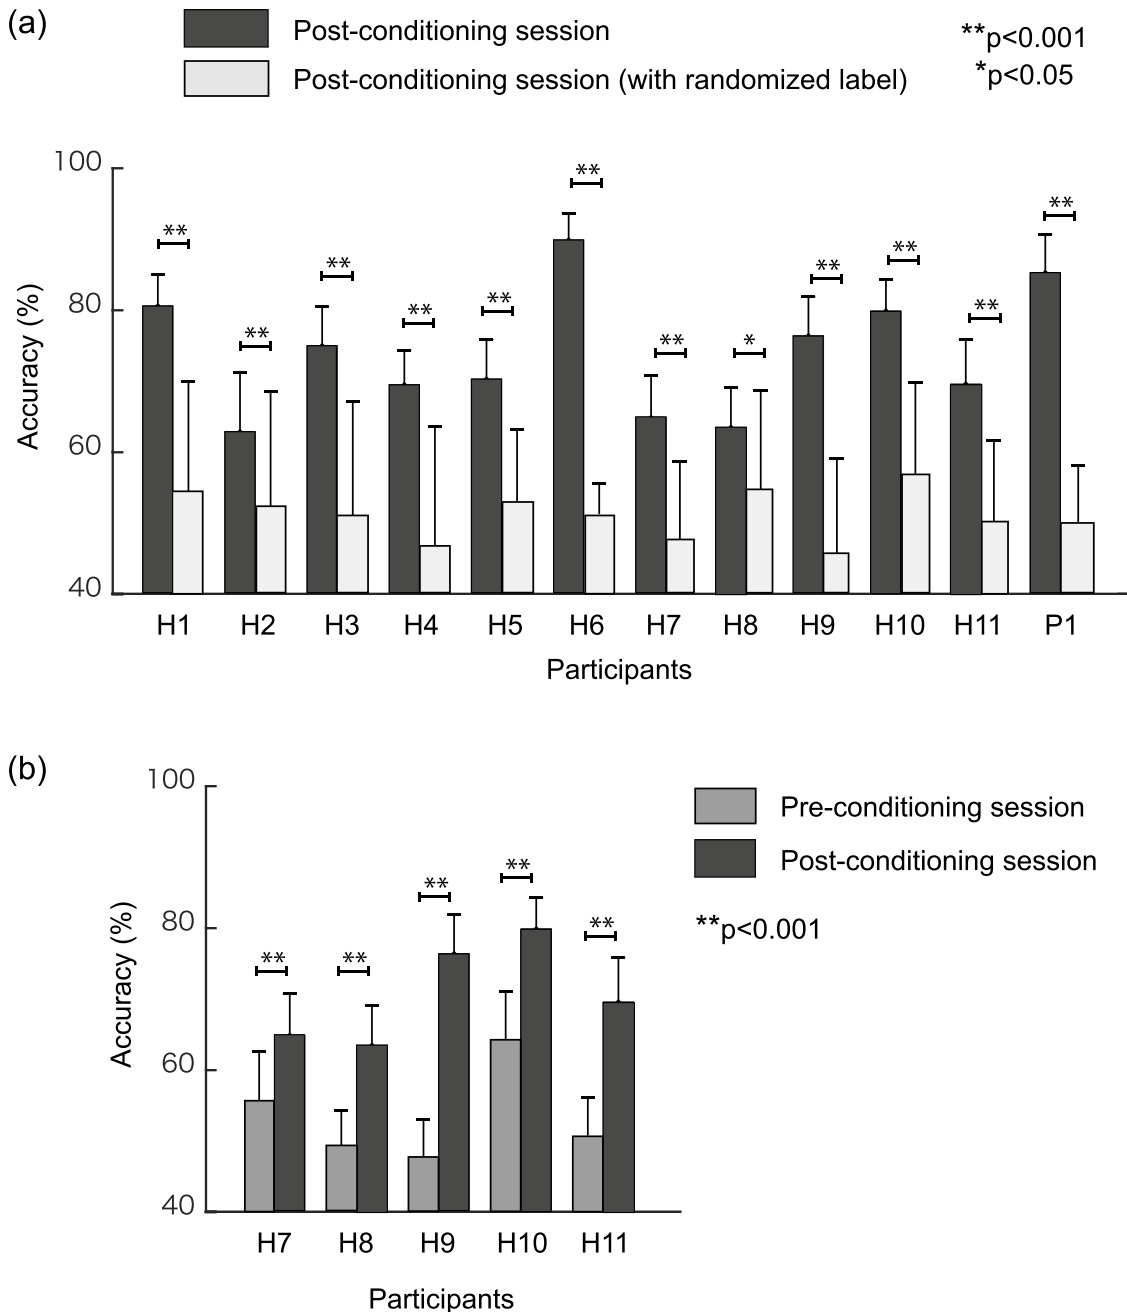 (a)
Post-conditioning session
Post-conditioning session (with randomized label)
**p<0.001
*p<0.05
Accuracy (%)
100
80
60
40
** ** ** ** ** ** ** * ** ** ** **
H1 H2 H3 H4 H5 H6 H7 H8 H9 H10 H11 P1
Participants
(b)
Pre-conditioning session
Post-conditioning session
**p<0.001
Accuracy (%)
100
80
60
40
** ** ** ** **
H7 H8 H9 H10 H11
Participants